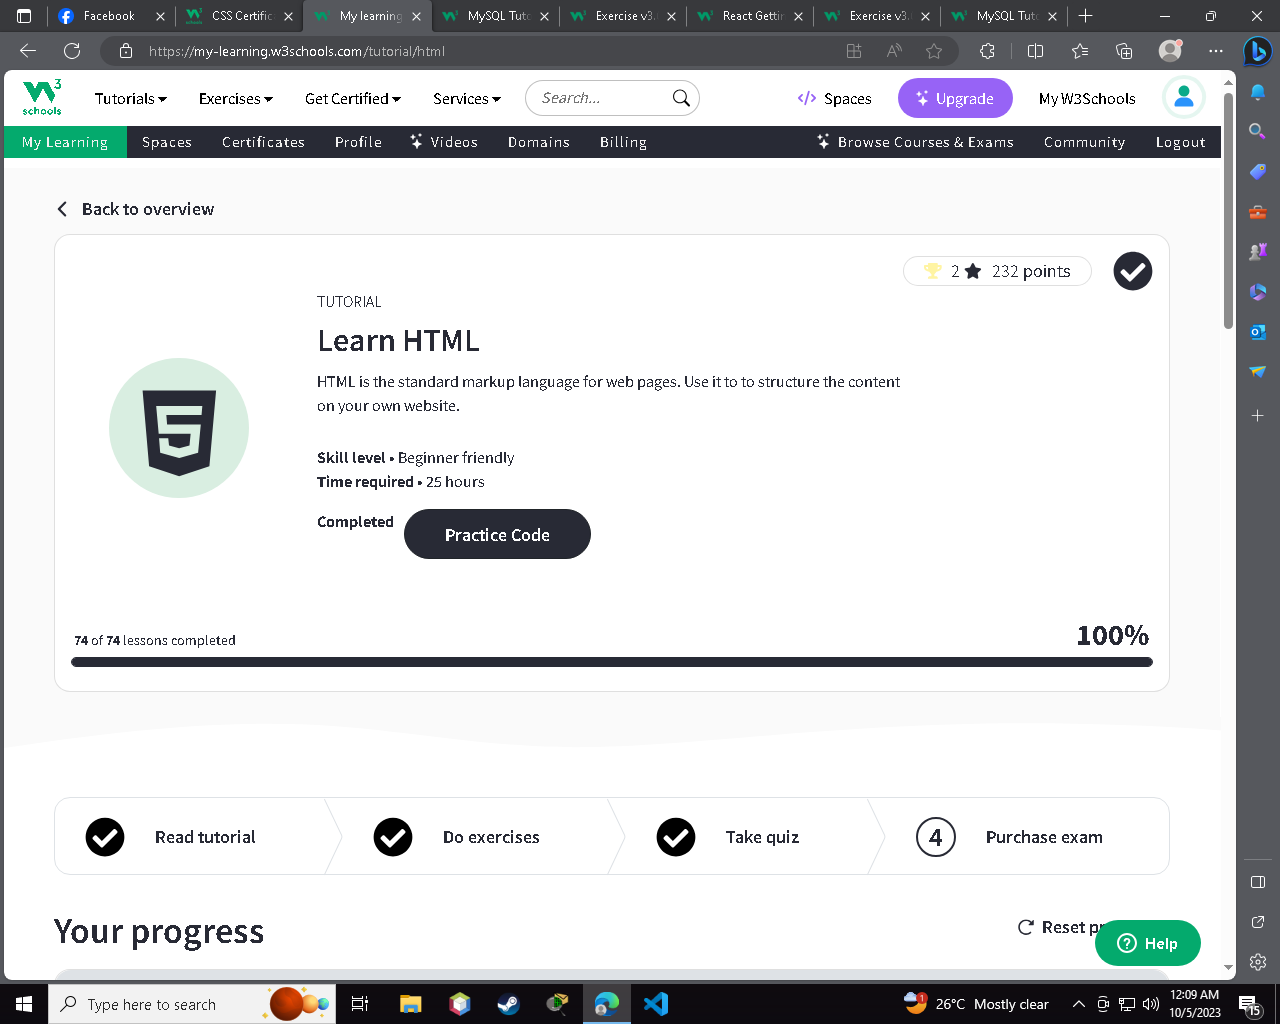 Facebook
CSS Certific
My learning
MySQL Tut
Exercise v3.
React Gettin
Exercise v3.
MySQL Tut
https://my-learning.w3schools.com/tutorial/html
W3
schools
Tutorials
Exercises
Get Certified
Services
Search...
Spaces
Upgrade
My W3Schools
My Learning
Spaces
Certificates
Profile
Videos
Domains
Billing
Browse Courses & Exams
Community
Logout
Back to overview
2
232 points
TUTORIAL
Learn HTML
HTML is the standard markup language for web pages. Use it to to structure the content
on your own website.
Skill level • Beginner friendly
Time required • 25 hours
Completed
Practice Code
74 of 74 lessons completed
100%
Read tutorial
Do exercises
Take quiz
4
Purchase exam
Your progress
Reset pr
Help
Type here to search
1
26°C Mostly clear
12:09 AM
10/5/2023
15